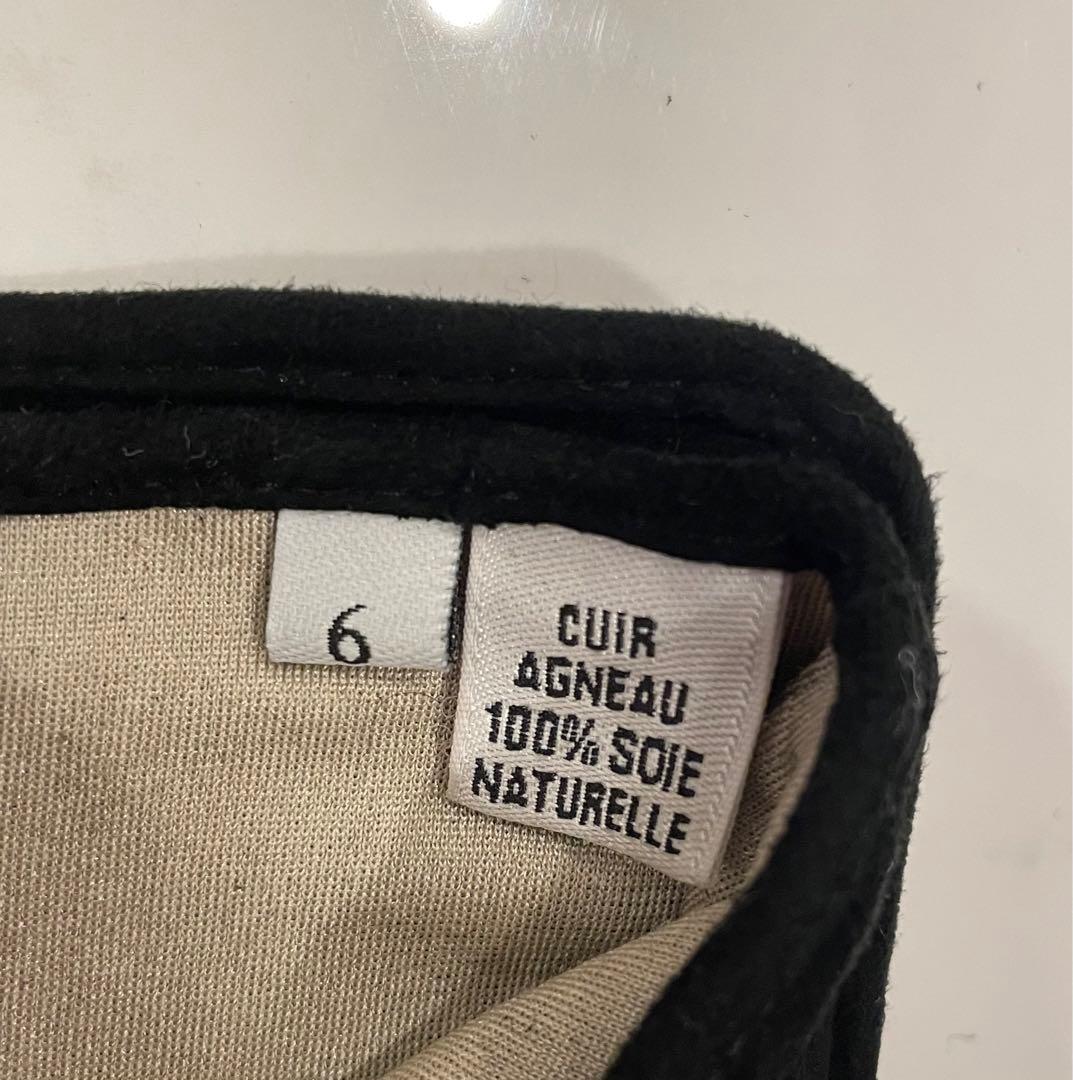 6
CUIR
AGNEAU
100% SOIE
NATURELLE